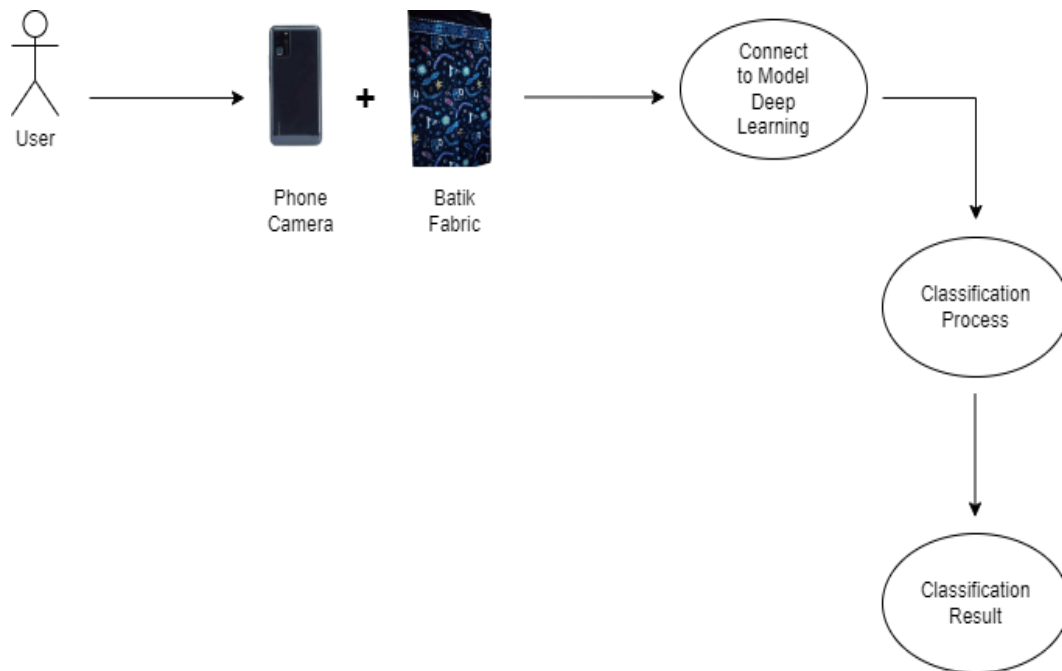 User
Phone
Camera
+
Batik
Fabric
Connect
to Model
Deep
Learning
Classification
Process
Classification
Result